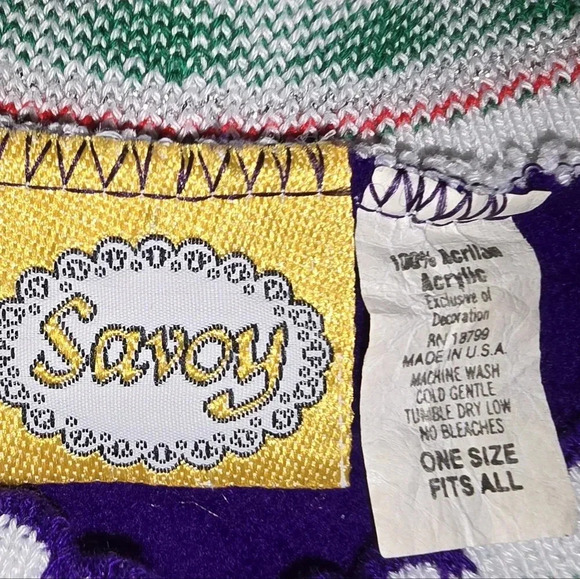 Savoy
100% Acrilan
Acrylic
Exclusive of
Decoration
RN 18799
MADE IN U.S.A.
MACHINE WASH
COLD GENTLE
TUMBLE DRY LOW
NO BLEACHES
ONE SIZE
FITS ALL